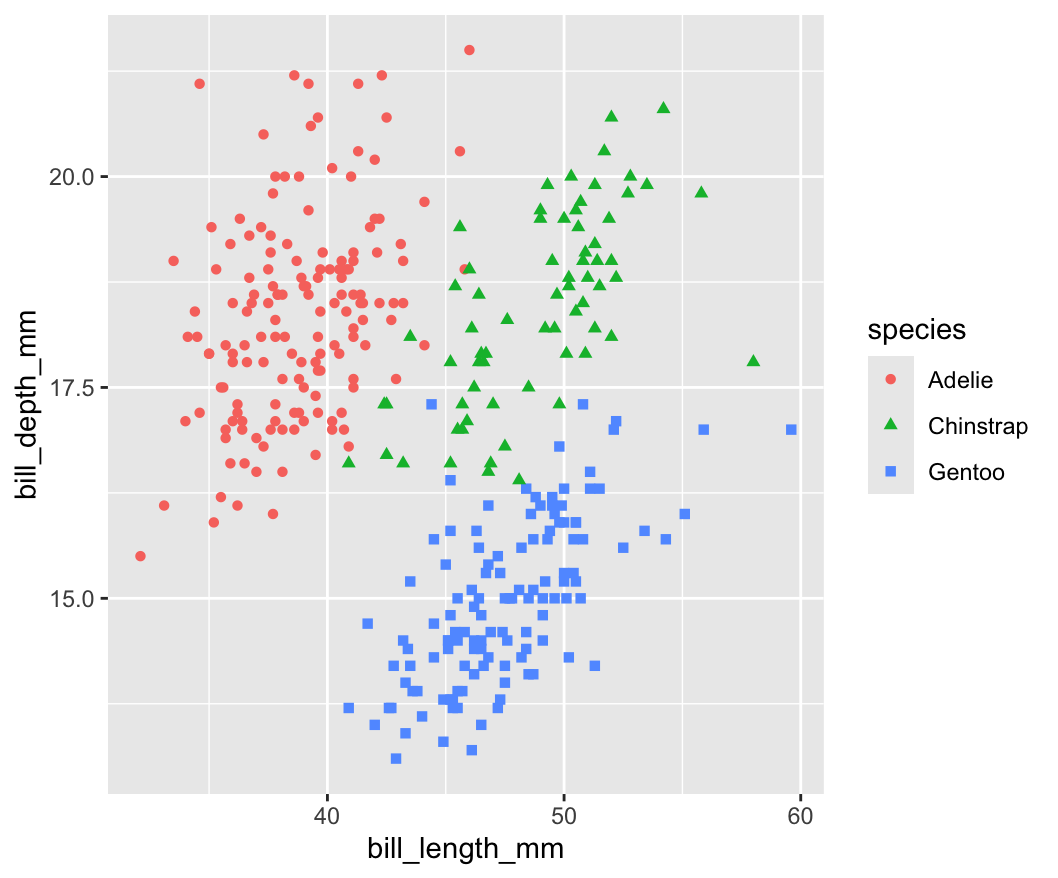 bill_depth_mm
20.0
17.5
15.0
40
50
60
bill_length_mm
species
Adelie
Chinstrap
Gentoo